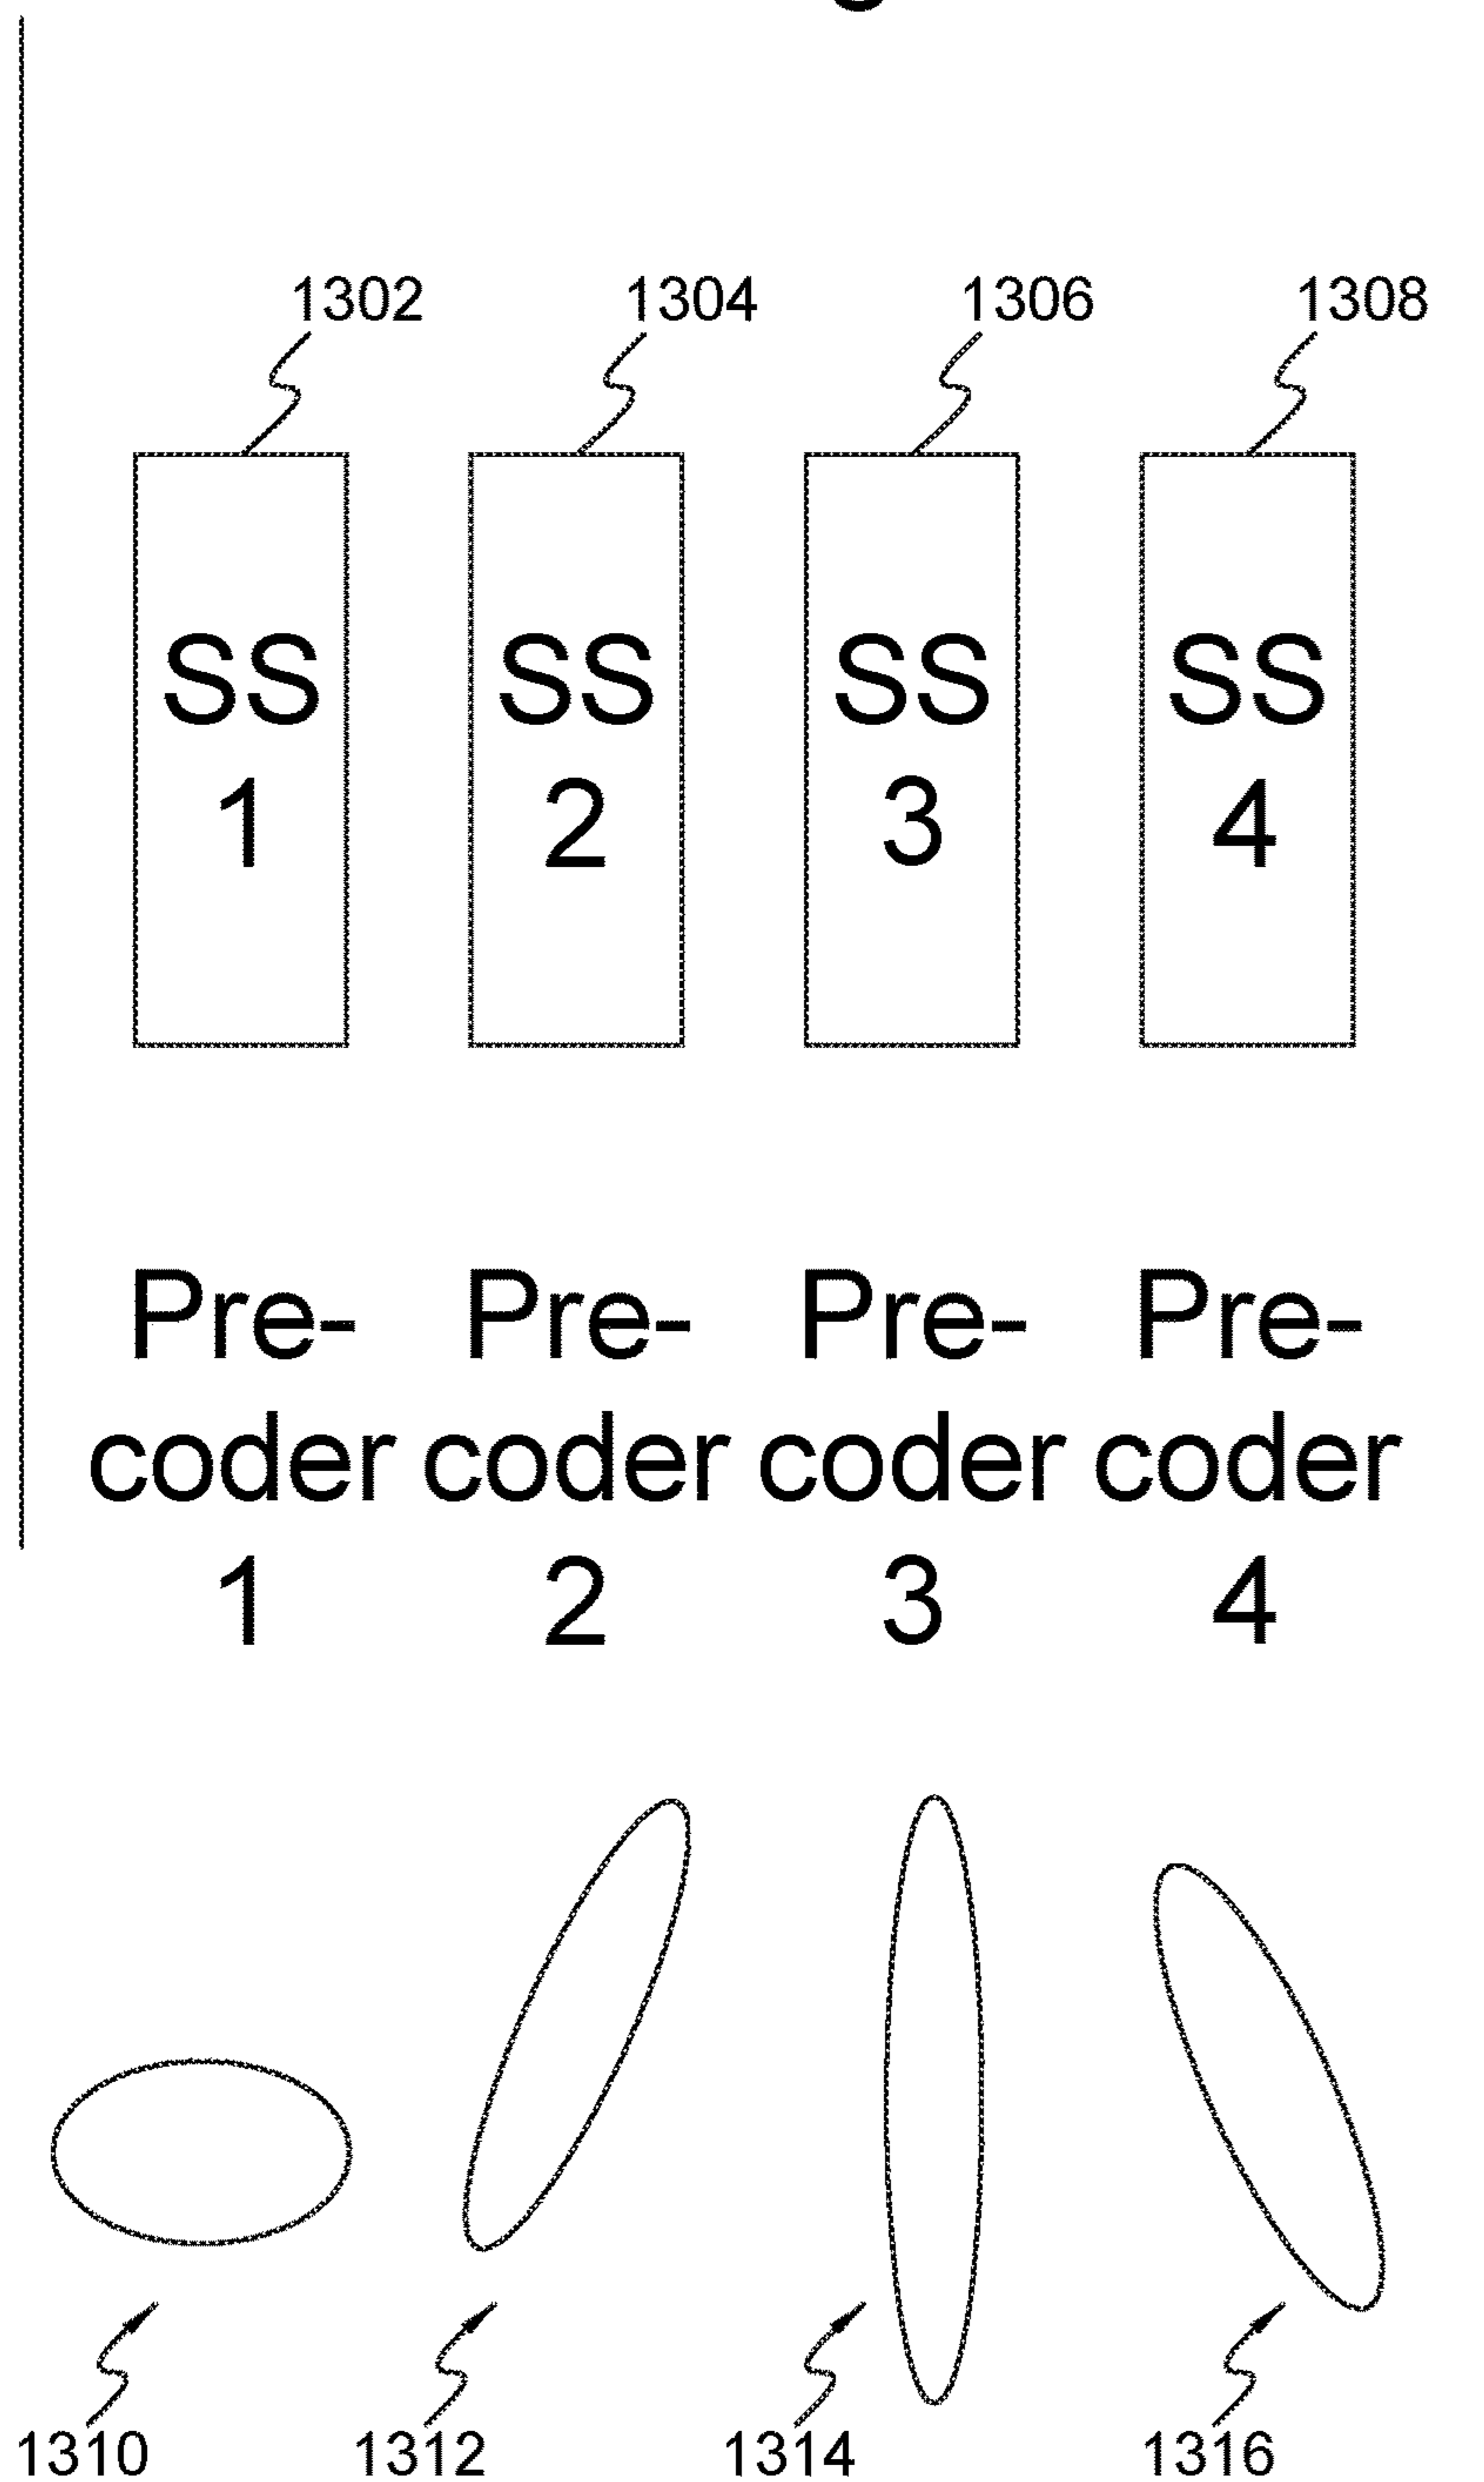 1302 1304 1306 1308
SS SS SS SS
1 2 3 4
Pre- Pre- Pre- Pre-
coder coder coder coder
1 2 3 4
1310 1312 1314 1316